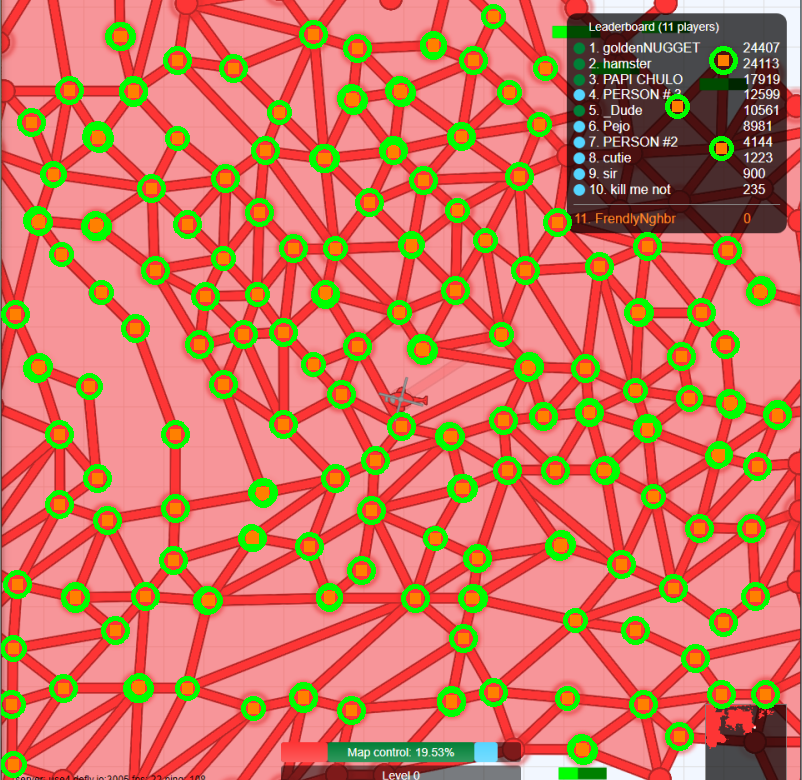 Leaderboard (11 players)
1. goldenNUGGET 24407
2. hamster 24113
3. PAPI CHULO 17919
4. PERSON # 3 12599
5. _Dude 10561
6. Pejo 8981
7. PERSON #2 4144
8. cutie 1223
9. sir 900
10. kill me not 235
11. FrendlyNghbr 0
Map control: 19.53%
Level 0